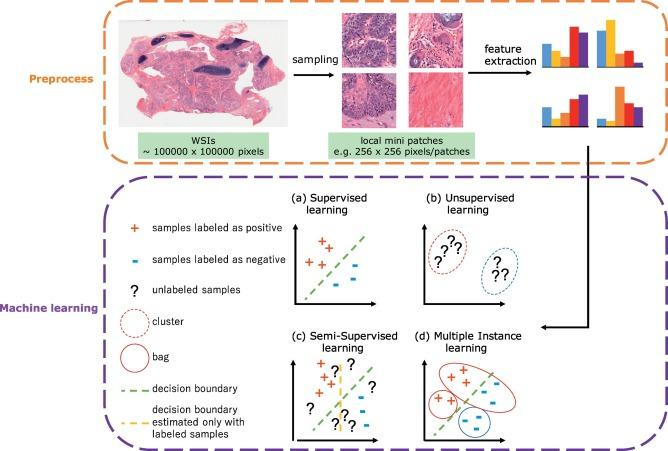 Preprocess
WSIs
~ 100000 x 100000 pixels
sampling
local mini patches
e.g. 256 x 256 pixels/patches
feature
extraction
Machine learning
+ samples labeled as positive
- samples labeled as negative
? unlabeled samples
cluster
bag
decision boundary
decision boundary
estimated only with
labeled samples
(a) Supervised
learning
+ + + + +
- - -
(b) Unsupervised
learning
? ? ? ?
? ? ?
(c) Semi-Supervised
learning
(d) Multiple Instance
learning